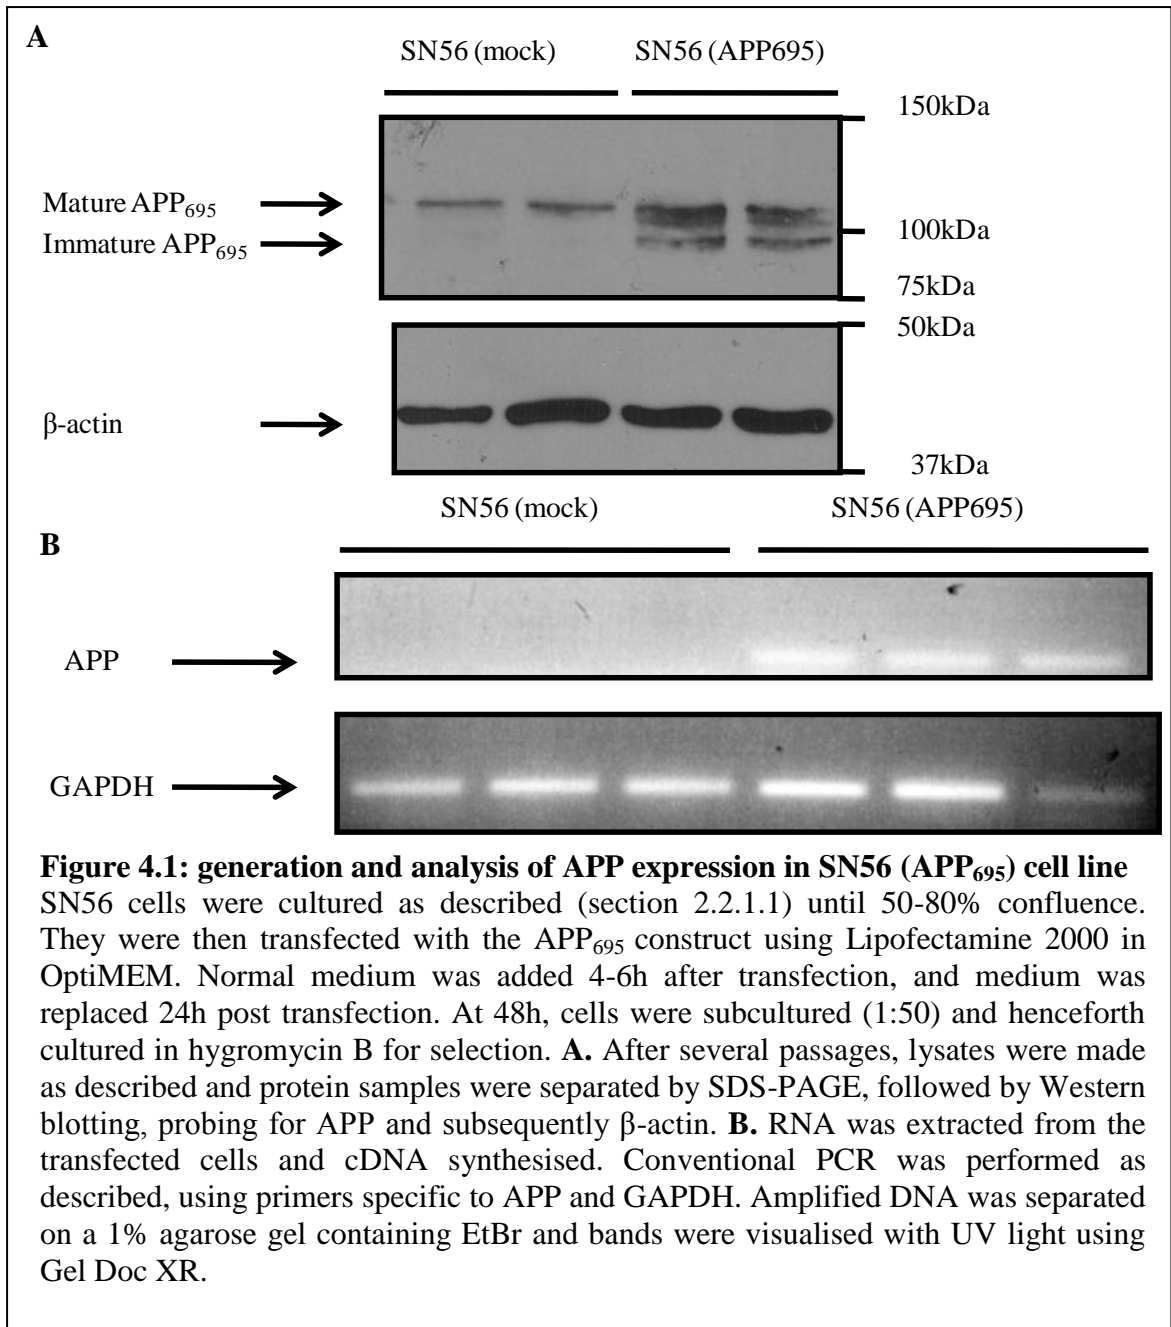 A
SN56 (mock) SN56 (APP695)
150kDa
Mature APP₆₉₅
100kDa
Immature APP₆₉₅
75kDa
50kDa
β-actin
37kDa
SN56 (mock) SN56 (APP695)
B
APP
GAPDH
Figure 4.1: generation and analysis of APP expression in SN56 (APP₆₉₅) cell line
SN56 cells were cultured as described (section 2.2.1.1) until 50-80% confluence.
They were then transfected with the APP₆₉₅ construct using Lipofectamine 2000 in
OptiMEM. Normal medium was added 4-6h after transfection, and medium was
replaced 24h post transfection. At 48h, cells were subcultured (1:50) and henceforth
cultured in hygromycin B for selection. A. After several passages, lysates were made
as described and protein samples were separated by SDS-PAGE, followed by Western
blotting, probing for APP and subsequently β-actin. B. RNA was extracted from the
transfected cells and cDNA synthesised. Conventional PCR was performed as
described, using primers specific to APP and GAPDH. Amplified DNA was separated
on a 1% agarose gel containing EtBr and bands were visualised with UV light using
Gel Doc XR.